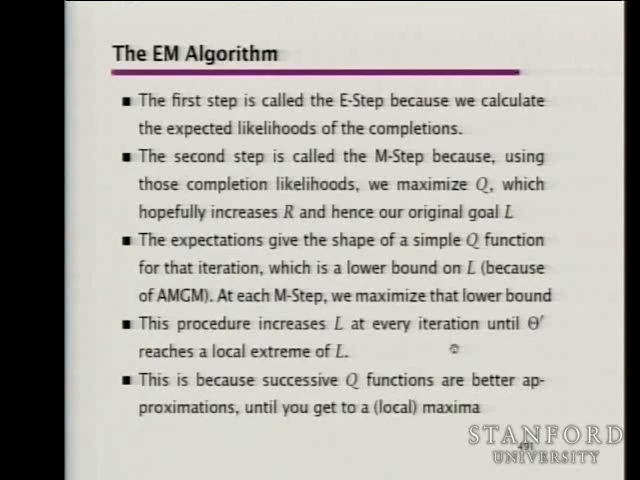 The EM Algorithm
The first step is called the E-Step because we calculate
the expected likelihoods of the completions.
The second step is called the M-Step because, using
those completion likelihoods, we maximize Q, which
hopefully increases R and hence our original goal L
The expectations give the shape of a simple Q function
for that iteration, which is a lower bound on L (because
of AMGM). At each M-Step, we maximize that lower bound
This procedure increases L at every iteration until Θ′
reaches a local extreme of L.
This is because successive Q functions are better ap-
proximations, until you get to a (local) maxima
STANFORD
491
UNIVERSITY